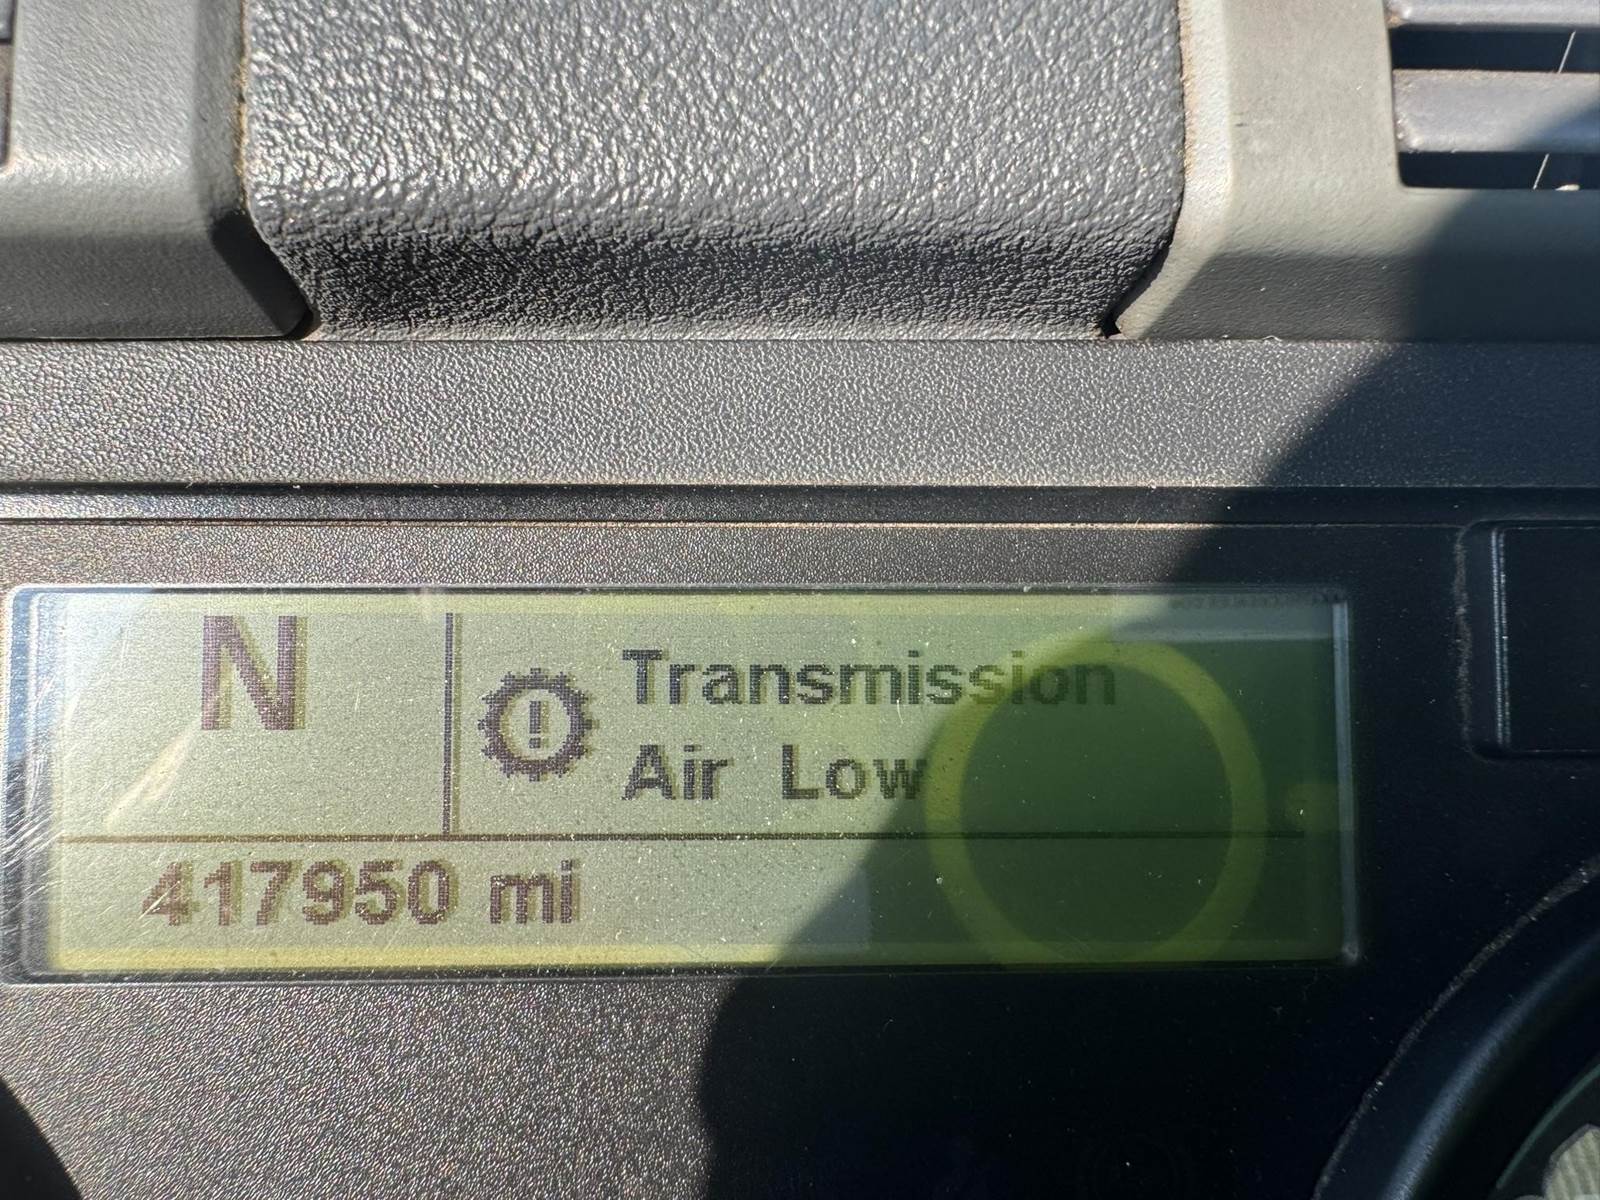 N
Transmission
Air Low
417950 mi